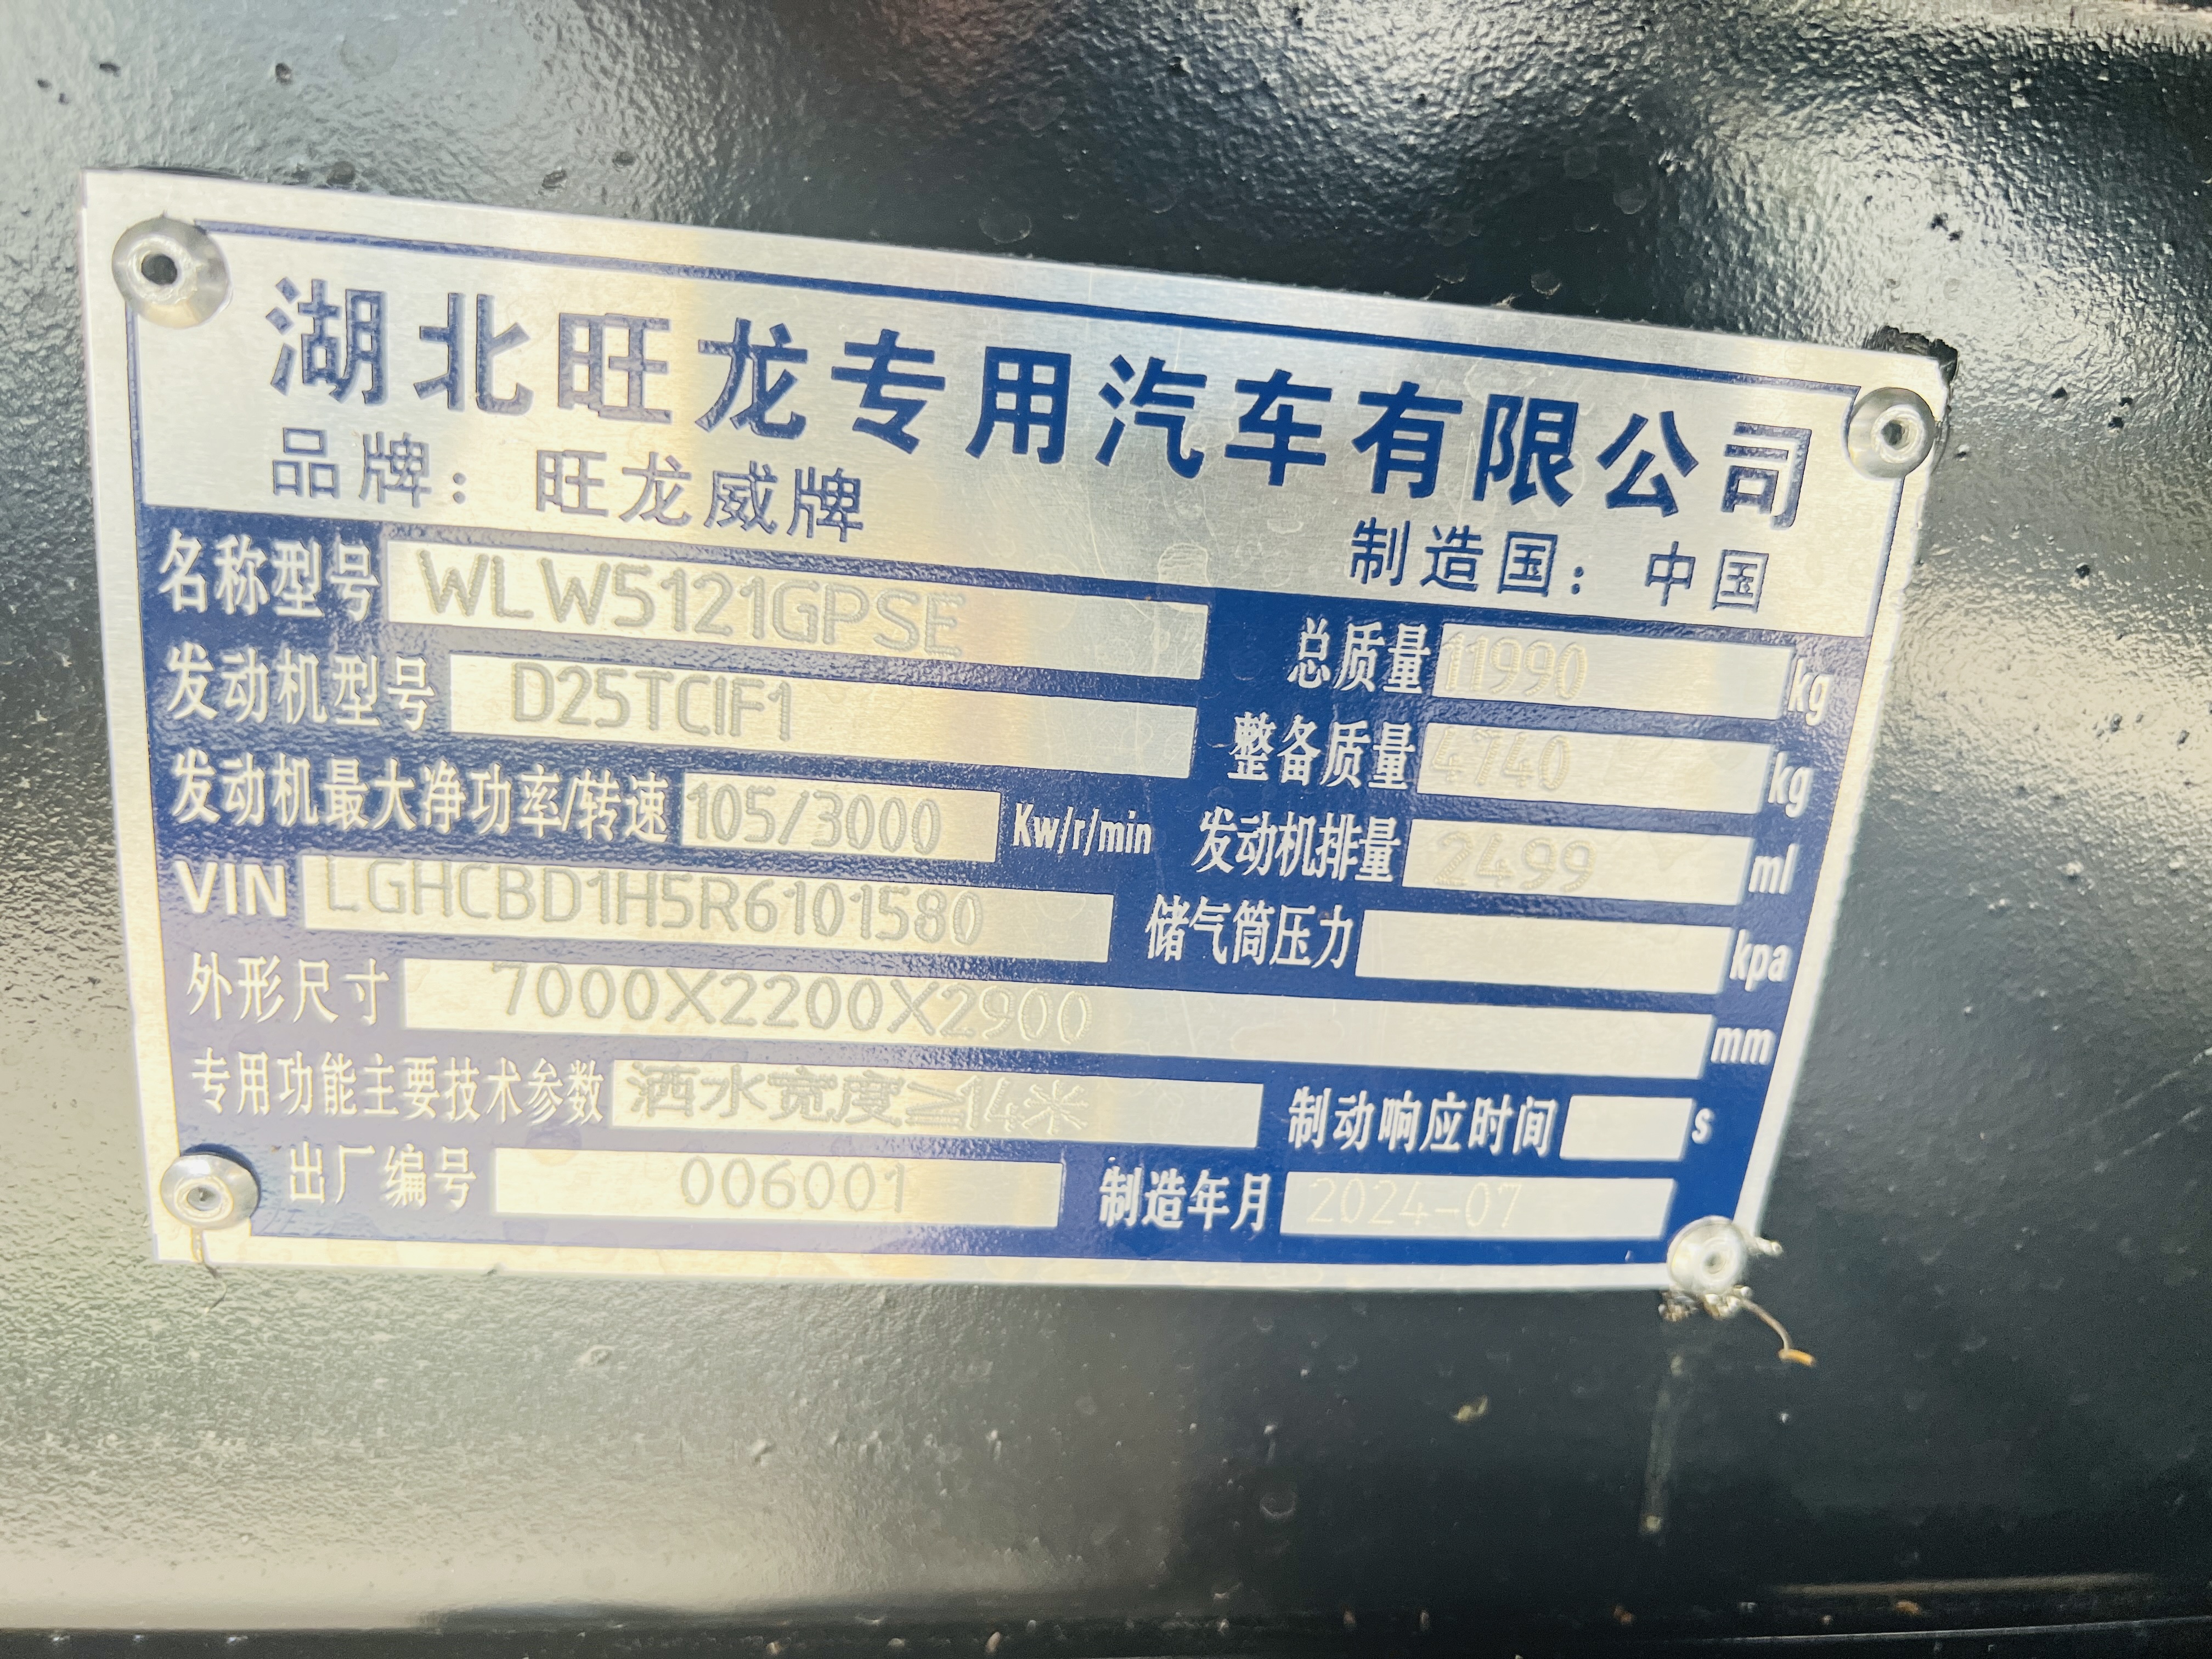 湖北旺龙专用汽车有限公司
品牌：旺龙威牌
制造国：中国
名称型号 WLW5121GPSE
总质量 11990 kg
发动机型号 D25TCIF1
整备质量 4740 kg
发动机最大净功率/转速 105/3000 Kw/r/min
发动机排量 2499 ml
VIN LGHCBD1H5R6101580
储气筒压力 kpa
外形尺寸 7000X2200X2900 mm
专用功能主要技术参数 洒水宽度≥14米
制动响应时间 s
出厂编号 006001
制造年月 2024-07